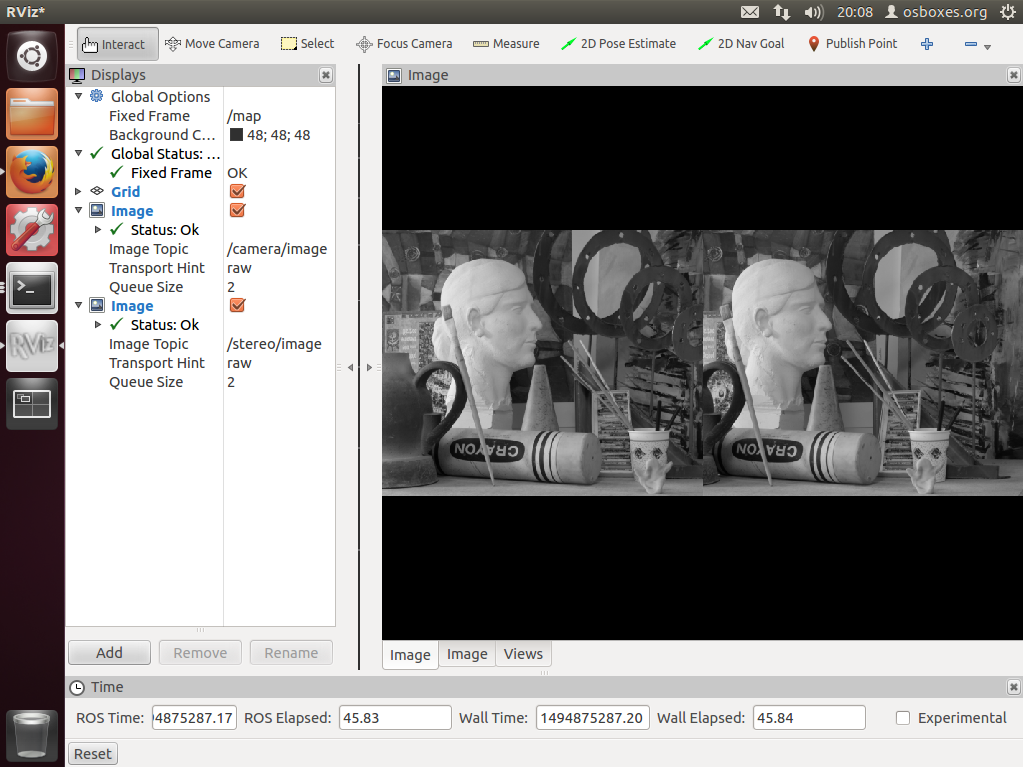 RViz*
20:08
osboxes.org
Interact
Move Camera
Select
Focus Camera
Measure
2D Pose Estimate
2D Nav Goal
Publish Point
Displays
Global Options
Fixed Frame /map
Background C... 48; 48; 48
Global Status: ...
Fixed Frame OK
Grid
Image
Status: Ok
Image Topic /camera/image
Transport Hint raw
Queue Size 2
Image
Status: Ok
Image Topic /stereo/image
Transport Hint raw
Queue Size 2
Add
Remove
Rename
Image
CRAYON
CRAYON
Image
Image
Views
Time
ROS Time: 4875287.17 ROS Elapsed: 45.83 Wall Time: 1494875287.20 Wall Elapsed: 45.84 Experimental
Reset
RViz